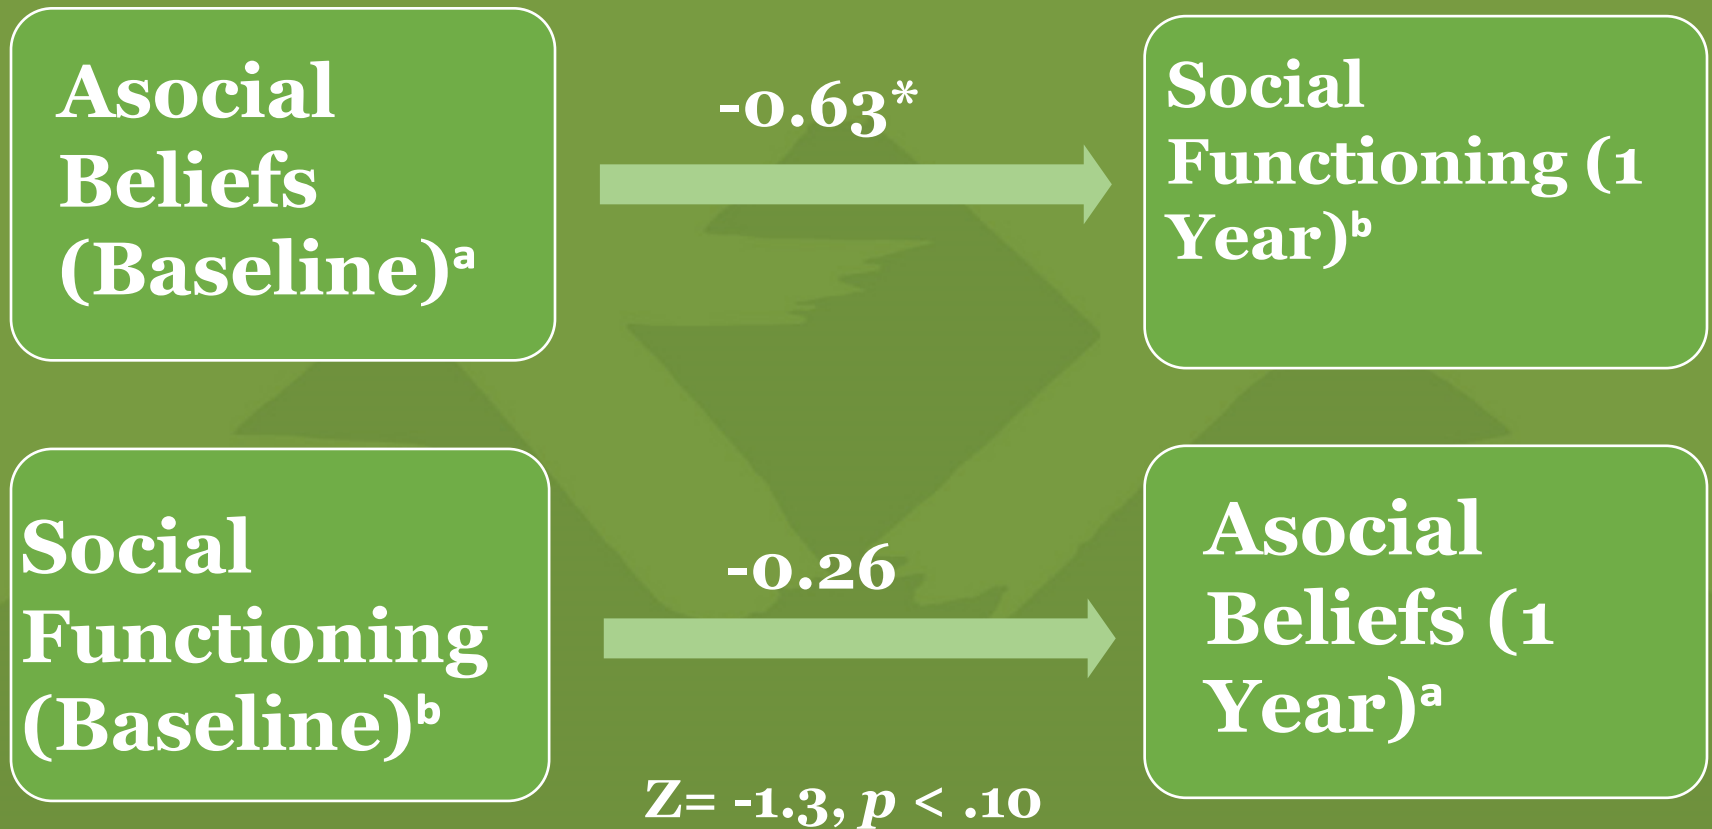 Asocial
Beliefs
(Baseline)ᵃ
-0.63*
Social
Functioning (1
Year)ᵇ
Social
Functioning
(Baseline)ᵇ
-0.26
Asocial
Beliefs (1
Year)ᵃ
Z= -1.3, p < .10